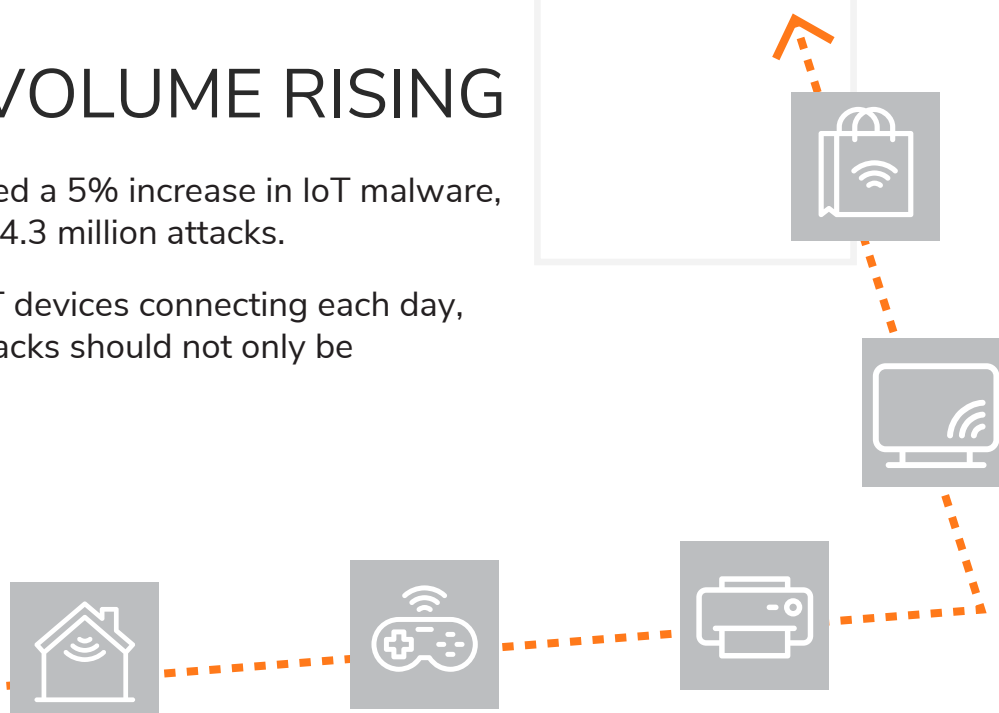 VOLUME RISING
ed a 5% increase in IoT malware,
4.3 million attacks.
T devices connecting each day,
acks should not only be